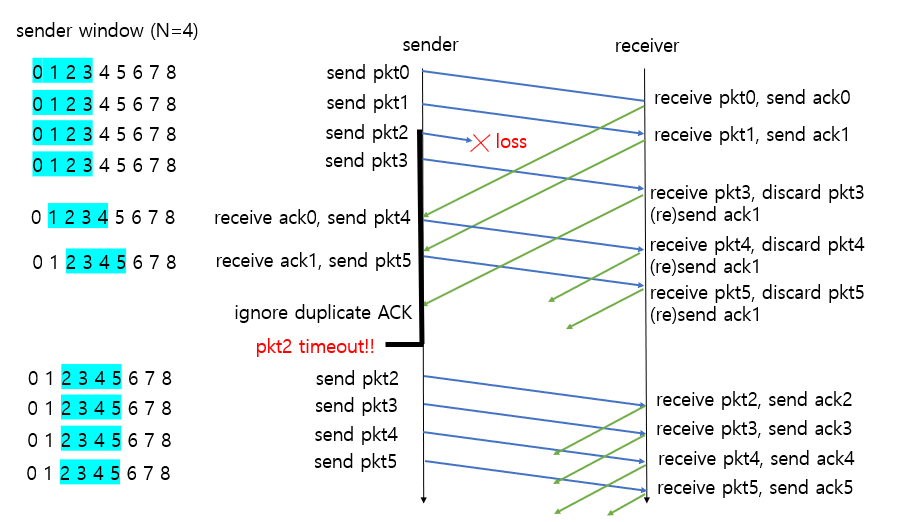 sender window (N=4)
sender
receiver
0 1 2 3 4 5 6 7 8
send pkt0
receive pkt0, send ack0
0 1 2 3 4 5 6 7 8
send pkt1
0 1 2 3 4 5 6 7 8
send pkt2
loss
receive pkt1, send ack1
0 1 2 3 4 5 6 7 8
send pkt3
receive pkt3, discard pkt3
(re)send ack1
0 1 2 3 4 5 6 7 8
receive ack0, send pkt4
receive pkt4, discard pkt4
(re)send ack1
0 1 2 3 4 5 6 7 8
receive ack1, send pkt5
receive pkt5, discard pkt5
(re)send ack1
ignore duplicate ACK
pkt2 timeout!!
0 1 2 3 4 5 6 7 8
send pkt2
receive pkt2, send ack2
0 1 2 3 4 5 6 7 8
send pkt3
receive pkt3, send ack3
0 1 2 3 4 5 6 7 8
send pkt4
receive pkt4, send ack4
0 1 2 3 4 5 6 7 8
send pkt5
receive pkt5, send ack5